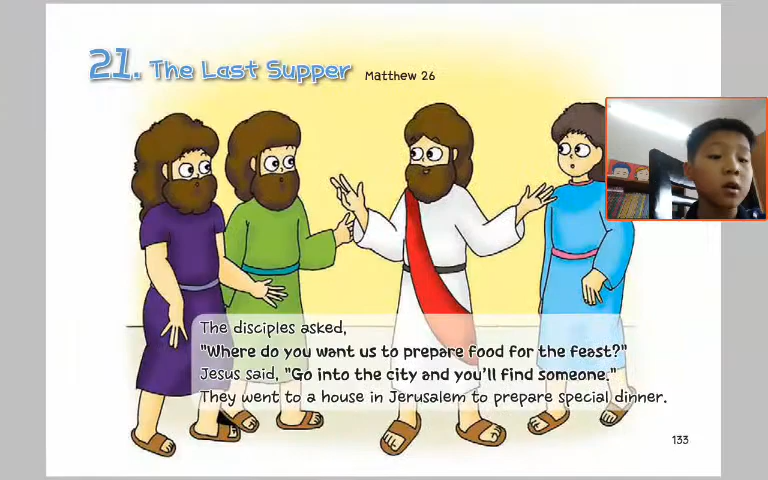 21. The Last Supper Matthew 26
The disciples asked,
"Where do you want us to prepare food for the feast?"
Jesus said, "Go into the city and you'll find someone."
They went to a house in Jerusalem to prepare special dinner.
133